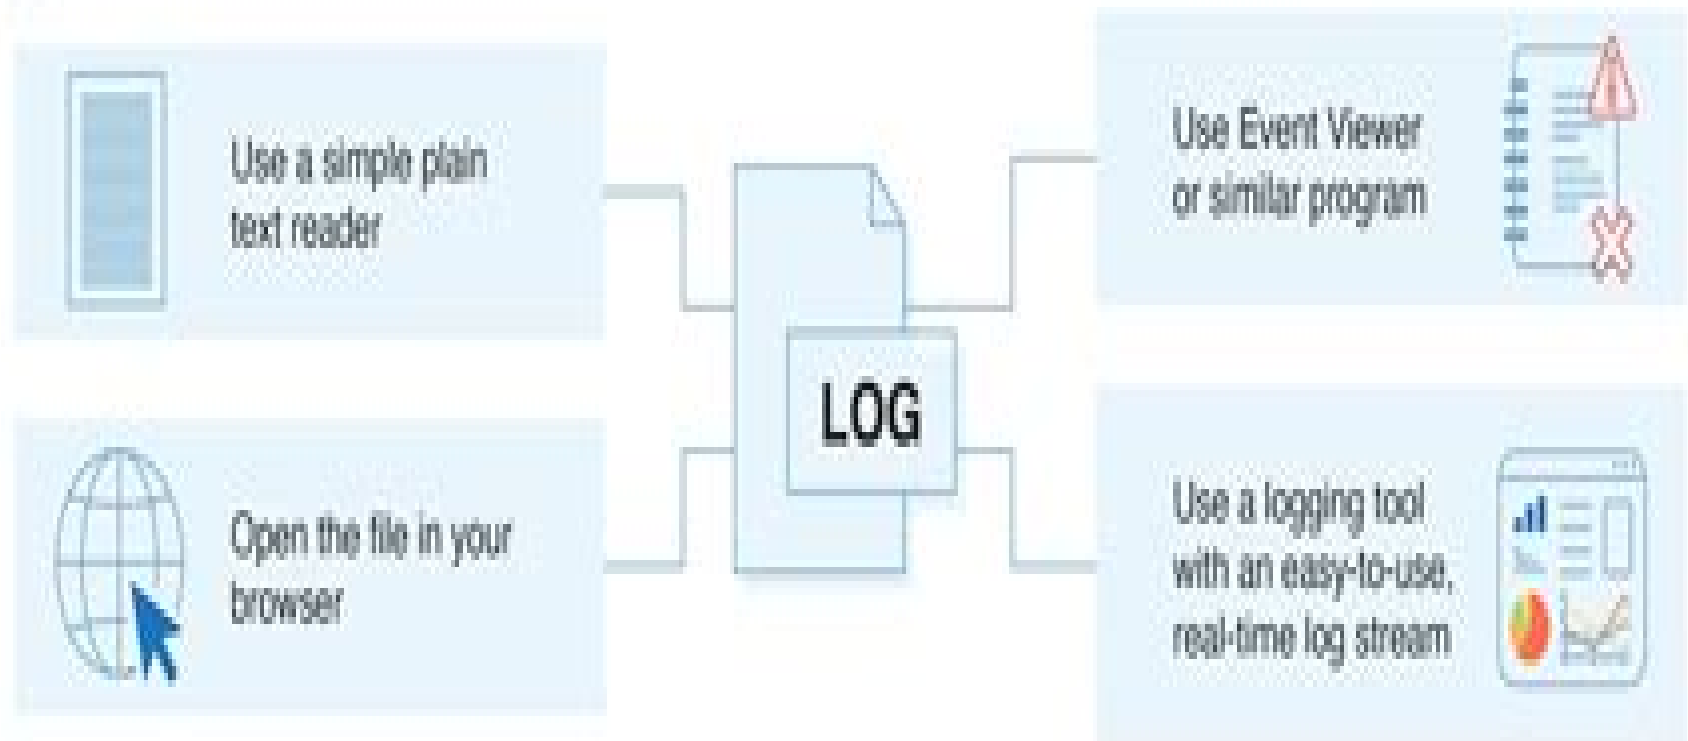 Use a simple plain
text reader
Open the file in your
browser
LOG
Use Event Viewer
or similar program
Use a logging tool
with an easy-to-use,
real-time log stream